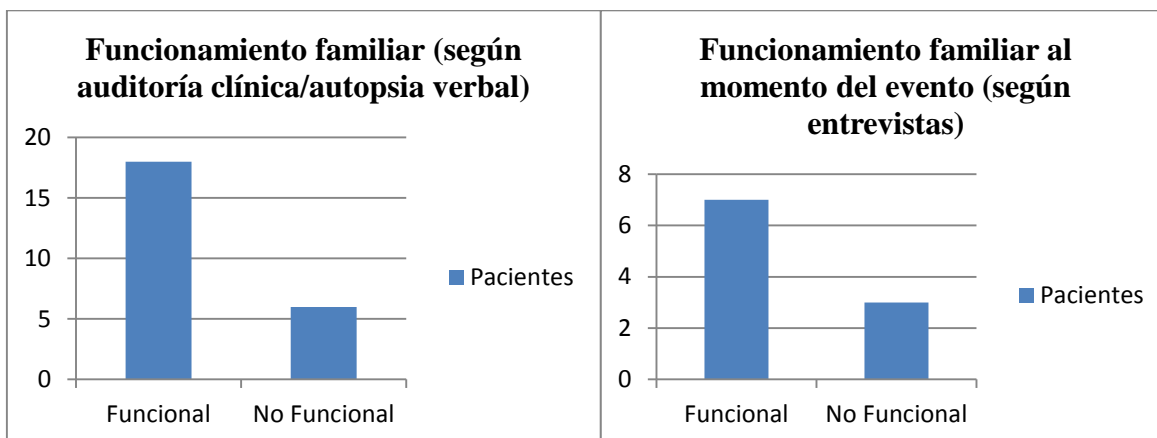 Funcionamiento familiar (según
auditoría clínica/autopsia verbal)
20
15
10
5
0
Funcional
No Funcional
Pacientes
Funcionamiento familiar al
momento del evento (según
entrevistas)
8
6
4
2
0
Funcional
No Funcional
Pacientes